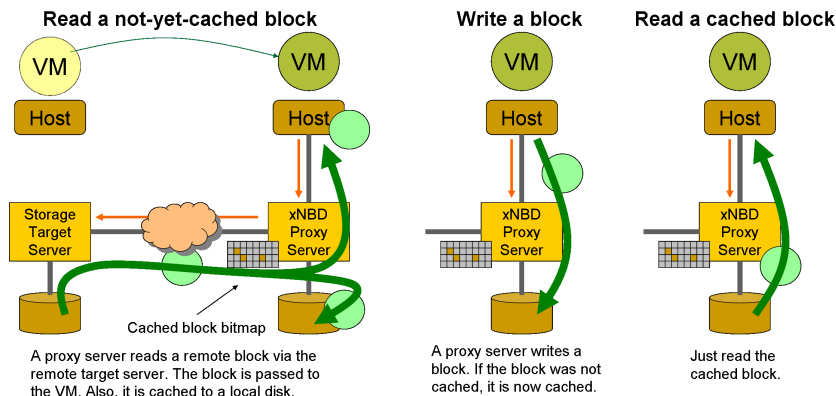 Read a not-yet-cached block
VM
VM
Host
Host
Storage
Target
Server
xNBD
Proxy
Server
Cached block bitmap
A proxy server reads a remote block via the
remote target server. The block is passed to
the VM. Also, it is cached to a local disk.
Write a block
VM
Host
xNBD
Proxy
Server
A proxy server writes a
block. If the block was not
cached, it is now cached.
Read a cached block
VM
Host
xNBD
Proxy
Server
Just read the
cached block.